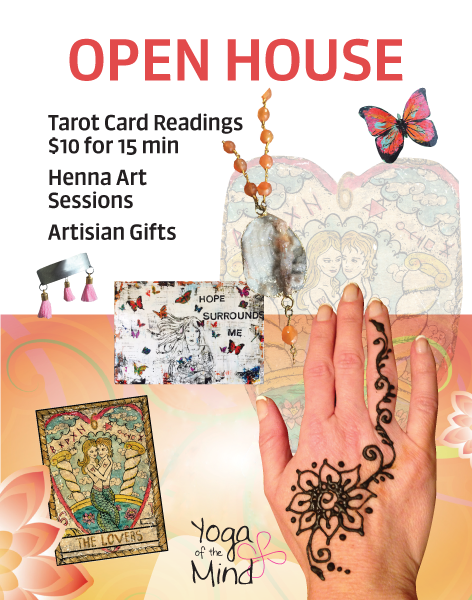 OPEN HOUSE
Tarot Card Readings
$10 for 15 min
Henna Art
Sessions
Artisian Gifts
HOPE
SURROUNDS
ME
THE LOVERS
Yoga
of the
Mind